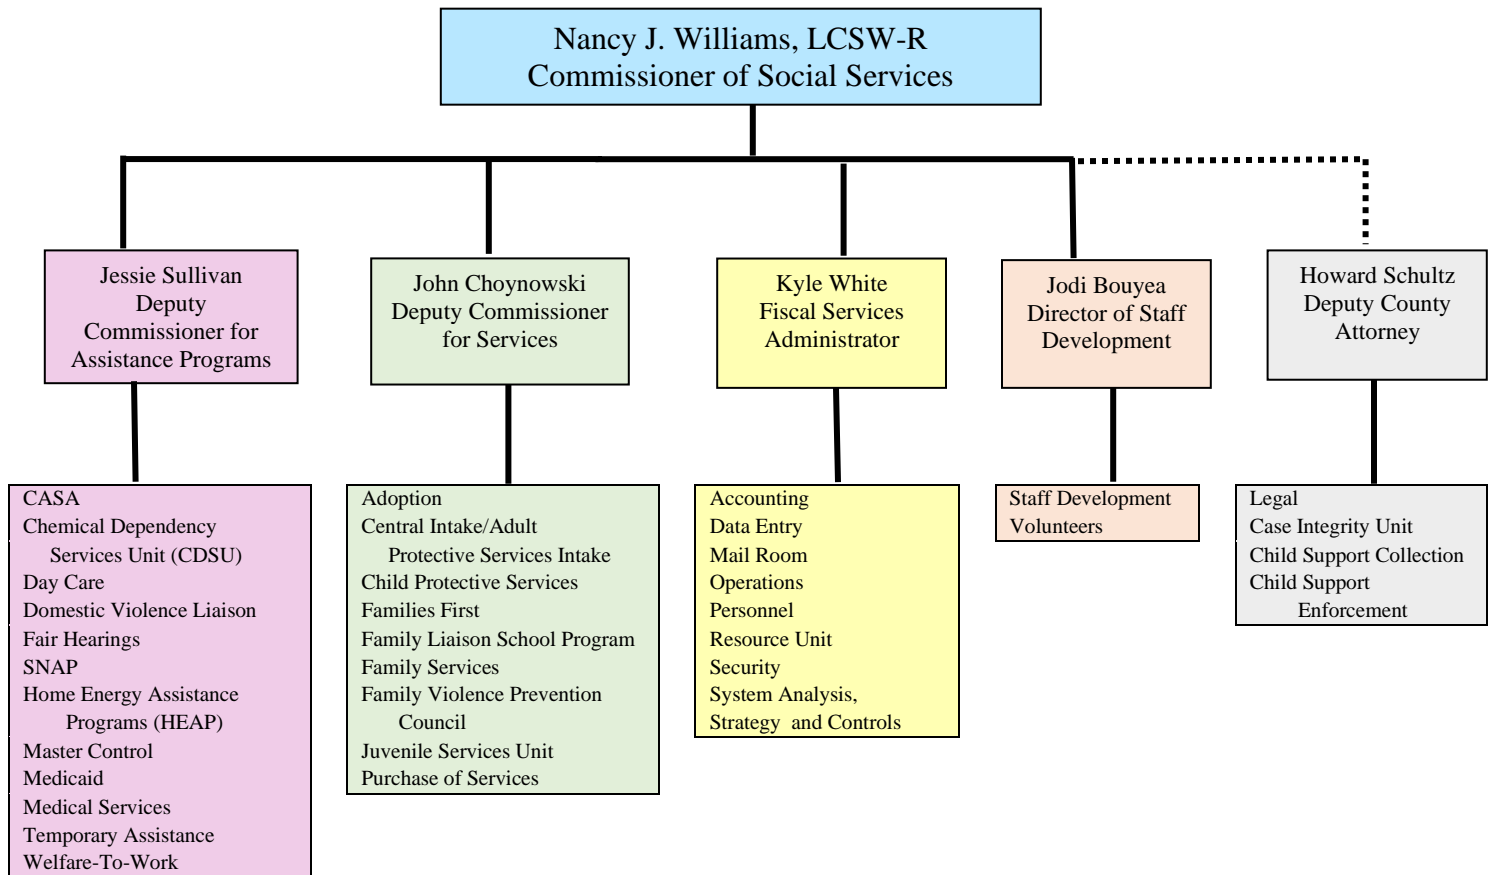 Nancy J. Williams, LCSW-R
Commissioner of Social Services
Jessie Sullivan
Deputy
Commissioner for
Assistance Programs
John Choynowski
Deputy Commissioner
for Services
Kyle White
Fiscal Services
Administrator
Jodi Bouyea
Director of Staff
Development
Howard Schultz
Deputy County
Attorney
CASA
Chemical Dependency
Services Unit (CDSU)
Day Care
Domestic Violence Liaison
Fair Hearings
SNAP
Home Energy Assistance
Programs (HEAP)
Master Control
Medicaid
Medical Services
Temporary Assistance
Welfare-To-Work
Adoption
Central Intake/Adult
Protective Services Intake
Child Protective Services
Families First
Family Liaison School Program
Family Services
Family Violence Prevention
Council
Juvenile Services Unit
Purchase of Services
Accounting
Data Entry
Mail Room
Operations
Personnel
Resource Unit
Security
System Analysis,
Strategy and Controls
Staff Development
Volunteers
Legal
Case Integrity Unit
Child Support Collection
Child Support
Enforcement